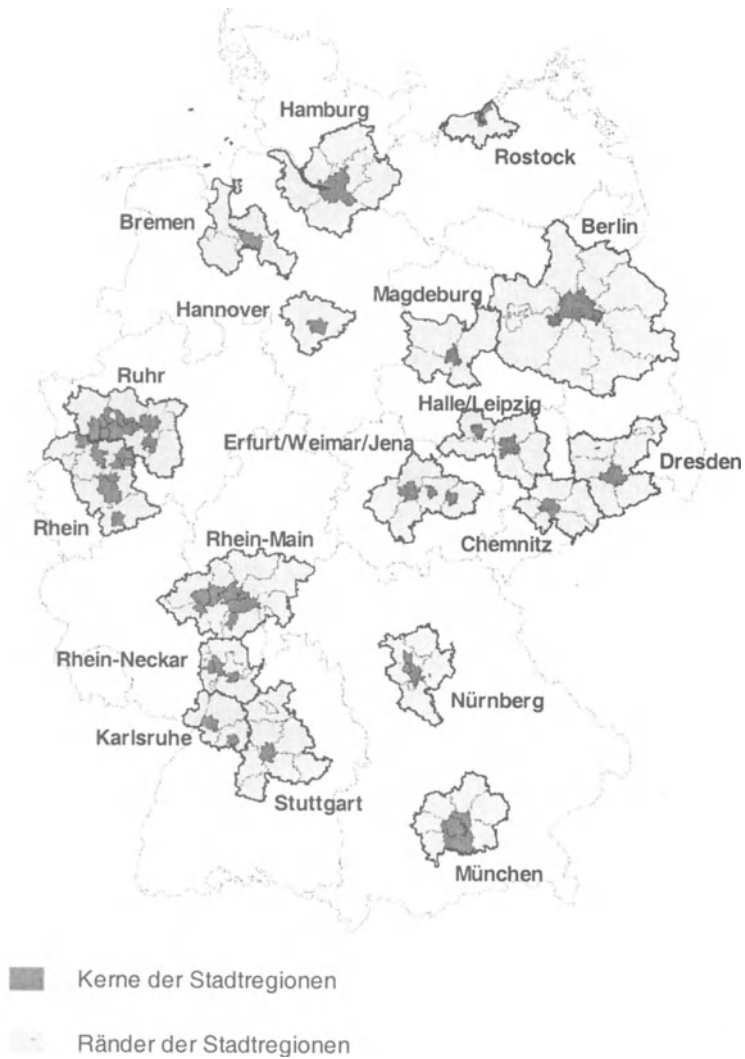 Hamburg
Rostock
Bremen
Berlin
Hannover
Magdeburg
Ruhr
Halle/Leipzig
Erfurt/Weimar/Jena
Dresden
Rhein
Chemnitz
Rhein-Main
Rhein-Neckar
Nürnberg
Karlsruhe
Stuttgart
München
Kerne der Stadtregionen
Ränder der Stadtregionen